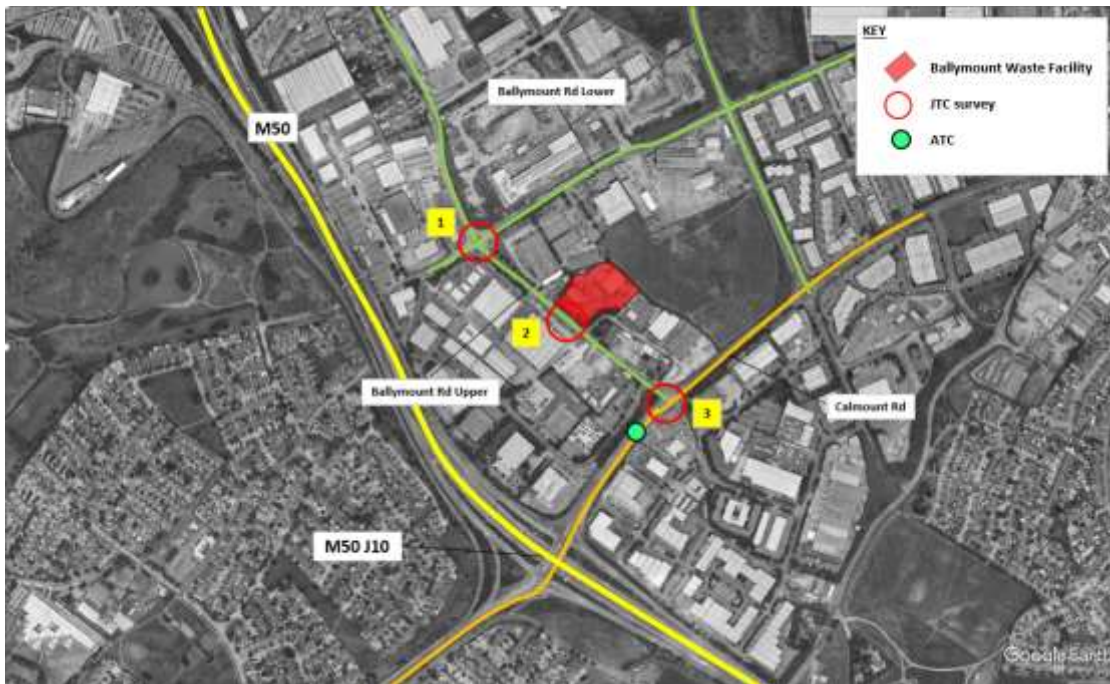 KEY
Ballymount Waste Facility
JTC survey
ATC
Ballymount Rd Lower
M50
1
2
Ballymount Rd Upper
3
Calmount Rd
M50 J10
Google Earth